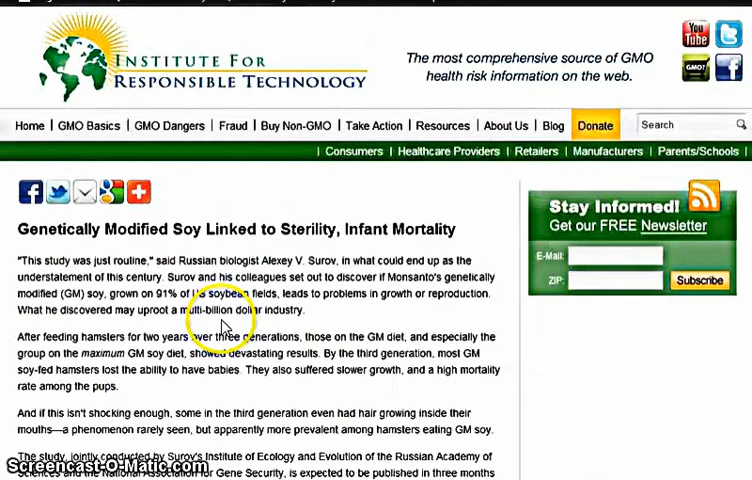 INSTITUTE FOR
RESPONSIBLE TECHNOLOGY
The most comprehensive source of GMO
health risk information on the web.
You
Tube
GMO?
Home | GMO Basics | GMO Dangers | Fraud | Buy Non-GMO | Take Action | Resources | About Us | Blog Donate Search
| Consumers | Healthcare Providers | Retailers | Manufacturers | Parents/Schools |
Genetically Modified Soy Linked to Sterility, Infant Mortality
"This study was just routine," said Russian biologist Alexey V. Surov, in what could end up as the
understatement of this century. Surov and his colleagues set out to discover if Monsanto's genetically
modified (GM) soy, grown on 91% of US soybean fields, leads to problems in growth or reproduction.
What he discovered may uproot a multi-billion dollar industry.
After feeding hamsters for two years over three generations, those on the GM diet, and especially the
group on the maximum GM soy diet, showed devastating results. By the third generation, most GM
soy-fed hamsters lost the ability to have babies. They also suffered slower growth, and a high mortality
rate among the pups.
And if this isn't shocking enough, some in the third generation even had hair growing inside their
mouths—a phenomenon rarely seen, but apparently more prevalent among hamsters eating GM soy.
The study, jointly conducted by Surov's Institute of Ecology and Evolution of the Russian Academy of
Sciences and the National Association for Gene Security, is expected to be published in three months
Stay Informed!
Get our FREE Newsletter
E-Mail:
ZIP:
Subscribe
Screencast-O-Matic.com